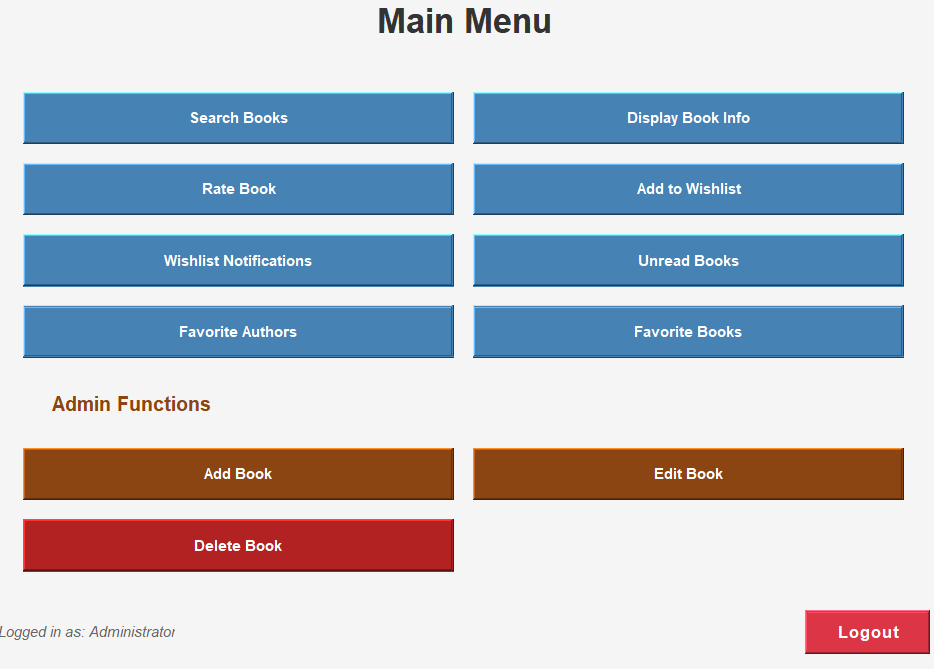 Main Menu
Search Books
Display Book Info
Rate Book
Add to Wishlist
Wishlist Notifications
Unread Books
Favorite Authors
Favorite Books
Admin Functions
Add Book
Edit Book
Delete Book
Logged in as: Administrator
Logout